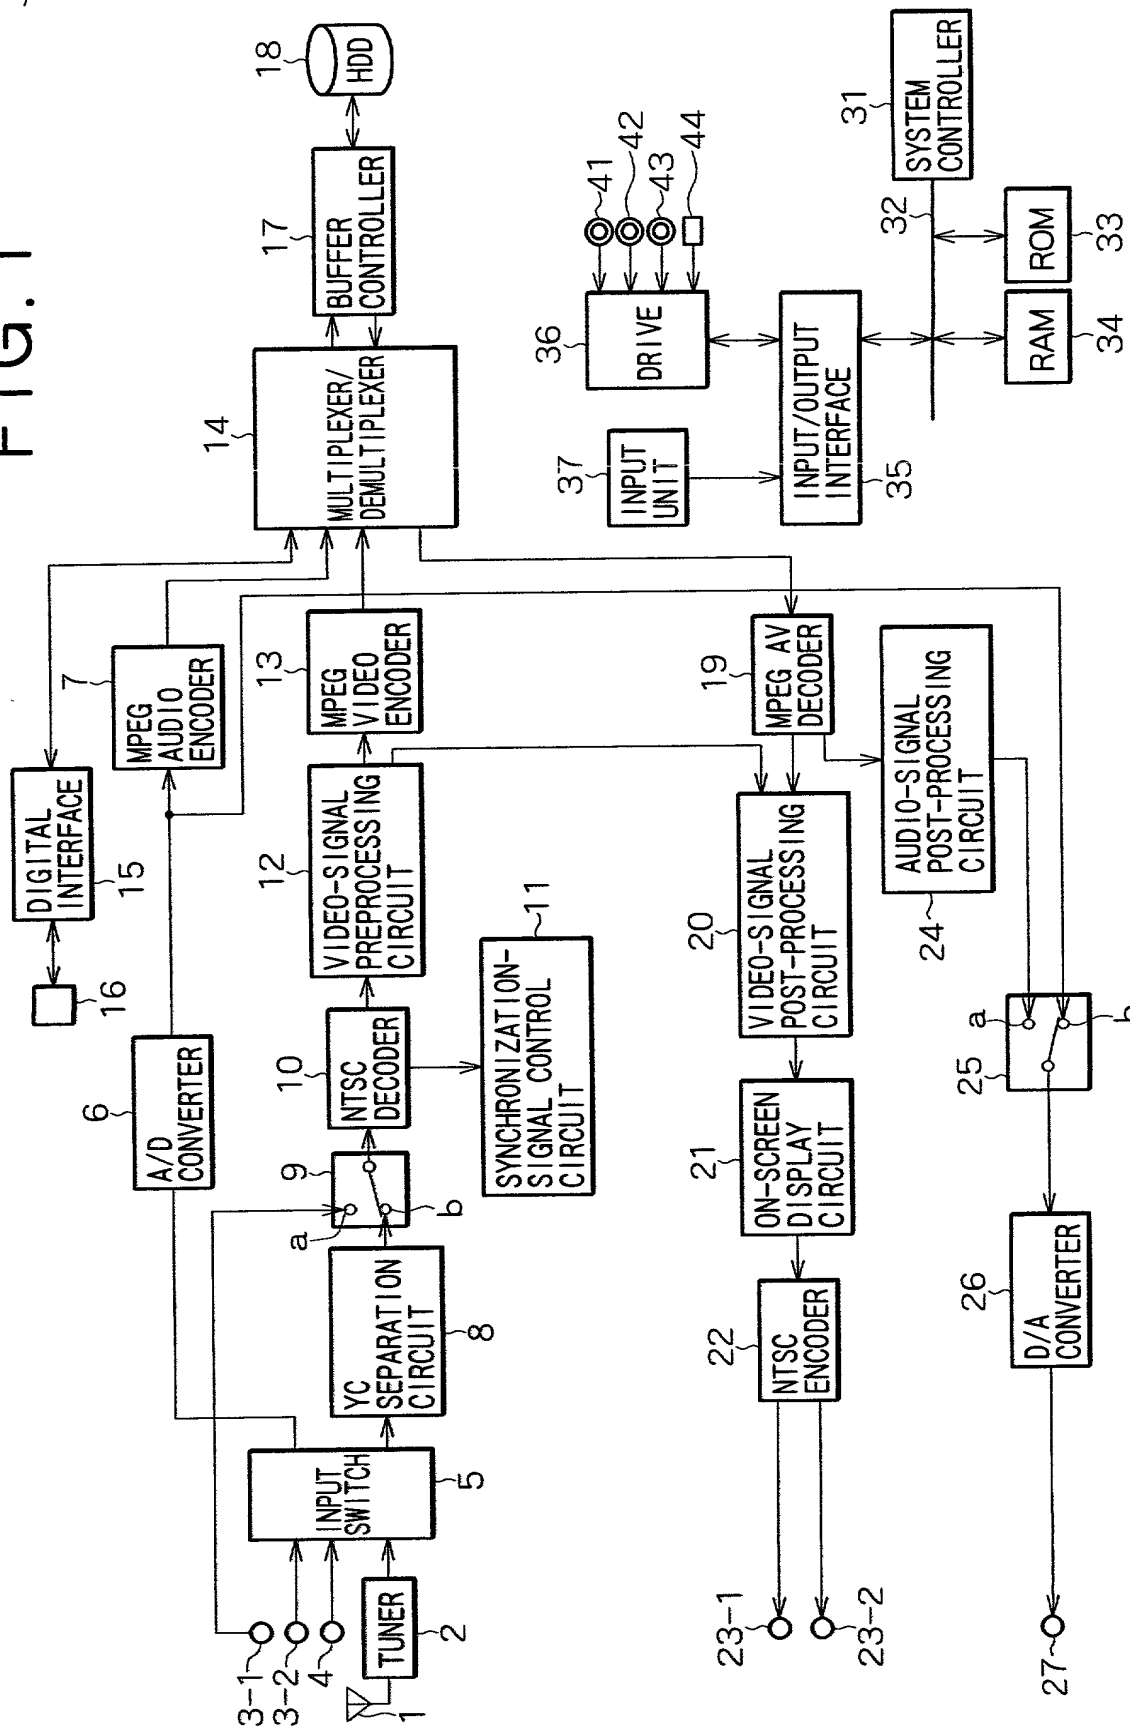 FIG. 1
DIGITAL
INTERFACE
15
16
7
MPEG
AUDIO
ENCODER
6
A/D
CONVERTER
3-1
3-2
4
1
TUNER
2
INPUT
SWITCH
5
YC
SEPARATION
CIRCUIT
8
9
a
b
10
NTSC
DECODER
SYNCHRONIZATION-
SIGNAL CONTROL
CIRCUIT
11
12
VIDEO-SIGNAL
PREPROCESSING
CIRCUIT
13
MPEG
VIDEO
ENCODER
14
MULTIPLEXER/
DEMULTIPLEXER
17
BUFFER
CONTROLLER
18
HDD
19
MPEG AV
DECODER
20
VIDEO-SIGNAL
POST-PROCESSING
CIRCUIT
21
ON-SCREEN
DISPLAY
CIRCUIT
22
NTSC
ENCODER
23-1
23-2
AUDIO-SIGNAL
POST-PROCESSING
CIRCUIT
24
25
a
b
26
D/A
CONVERTER
27
37
INPUT
UNIT
36
DRIVE
41
42
43
44
INPUT/OUTPUT
INTERFACE
35
31
SYSTEM
CONTROLLER
32
ROM
33
RAM
34